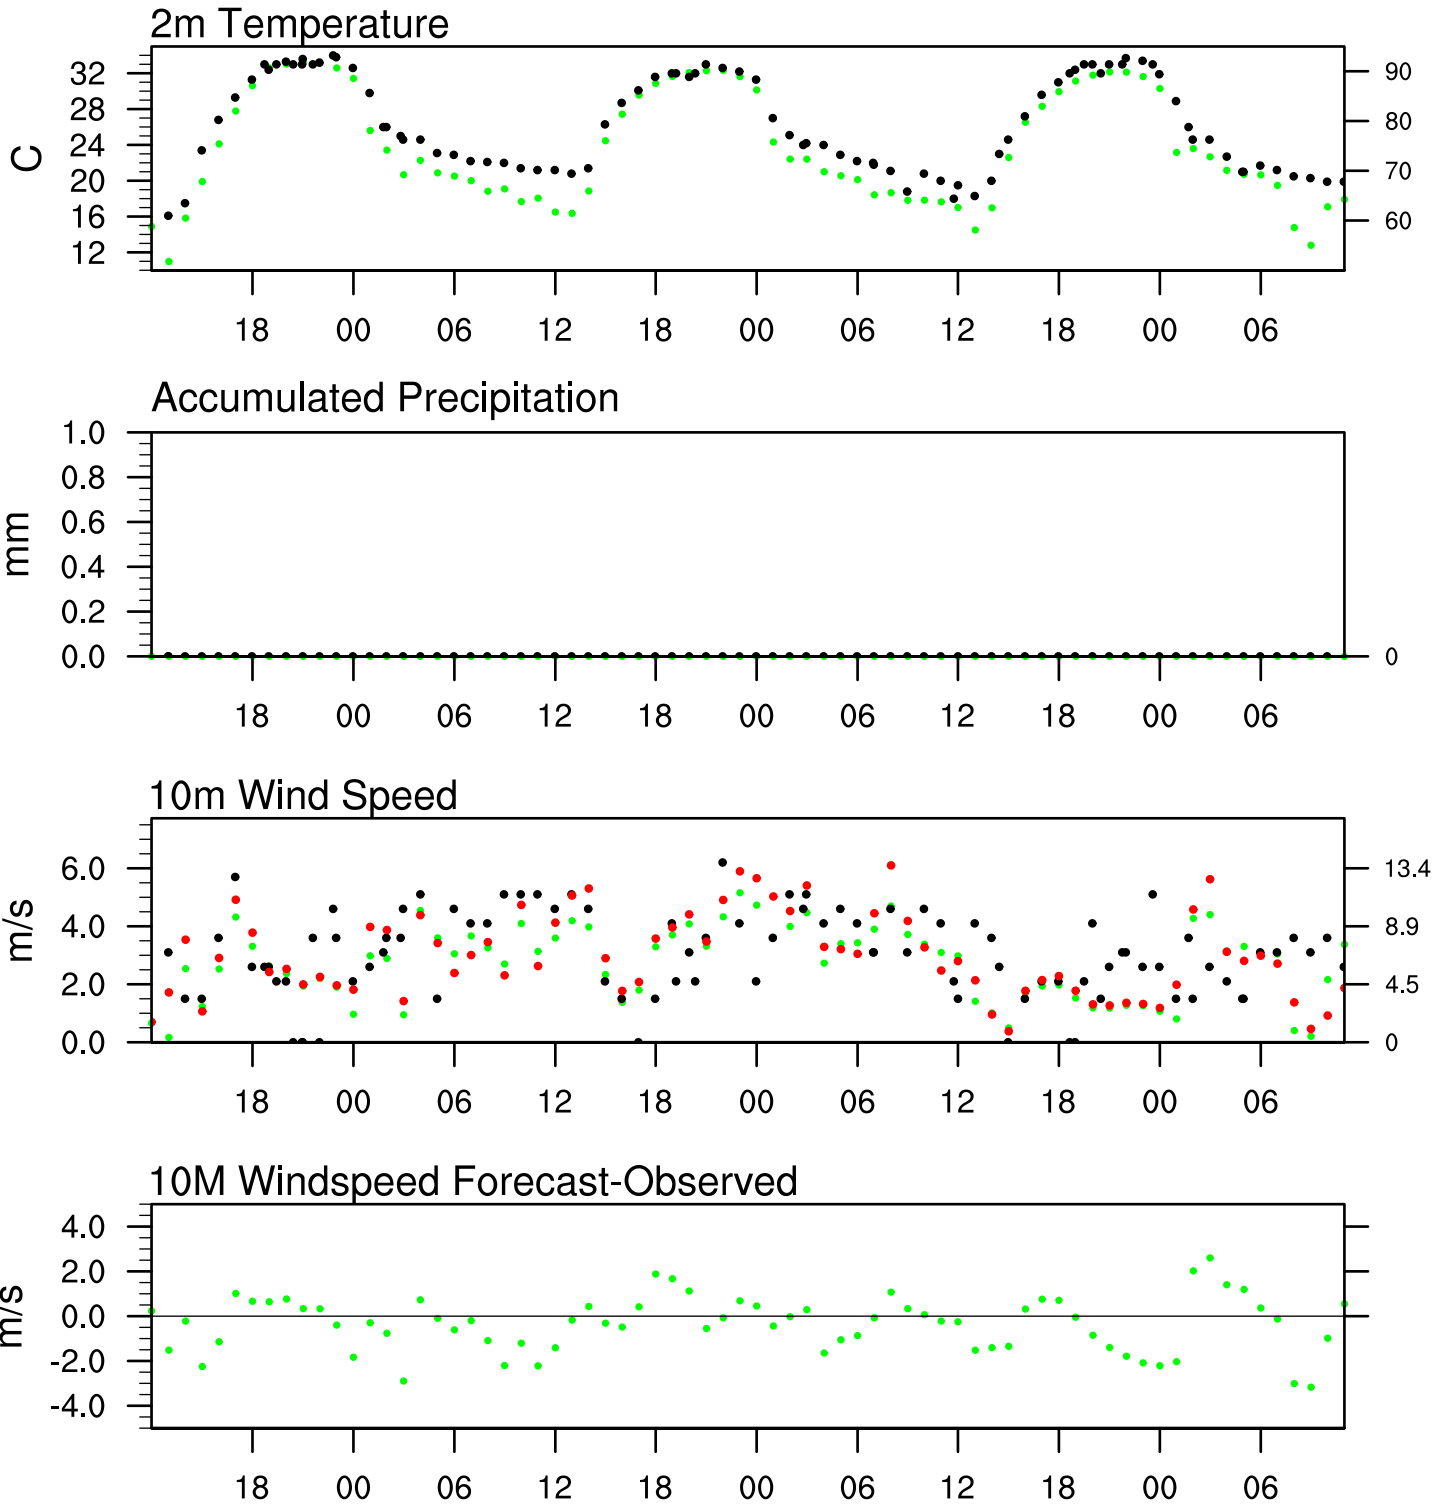 2m Temperature
C
32
28
24
20
16
12
90
80
70
60
18 00 06 12 18 00 06 12 18 00 06
Accumulated Precipitation
mm
1.0
0.8
0.6
0.4
0.2
0.0
0
18 00 06 12 18 00 06 12 18 00 06
10m Wind Speed
m/s
6.0
4.0
2.0
0.0
13.4
8.9
4.5
0
18 00 06 12 18 00 06 12 18 00 06
10M Windspeed Forecast-Observed
m/s
4.0
2.0
0.0
-2.0
-4.0
18 00 06 12 18 00 06 12 18 00 06